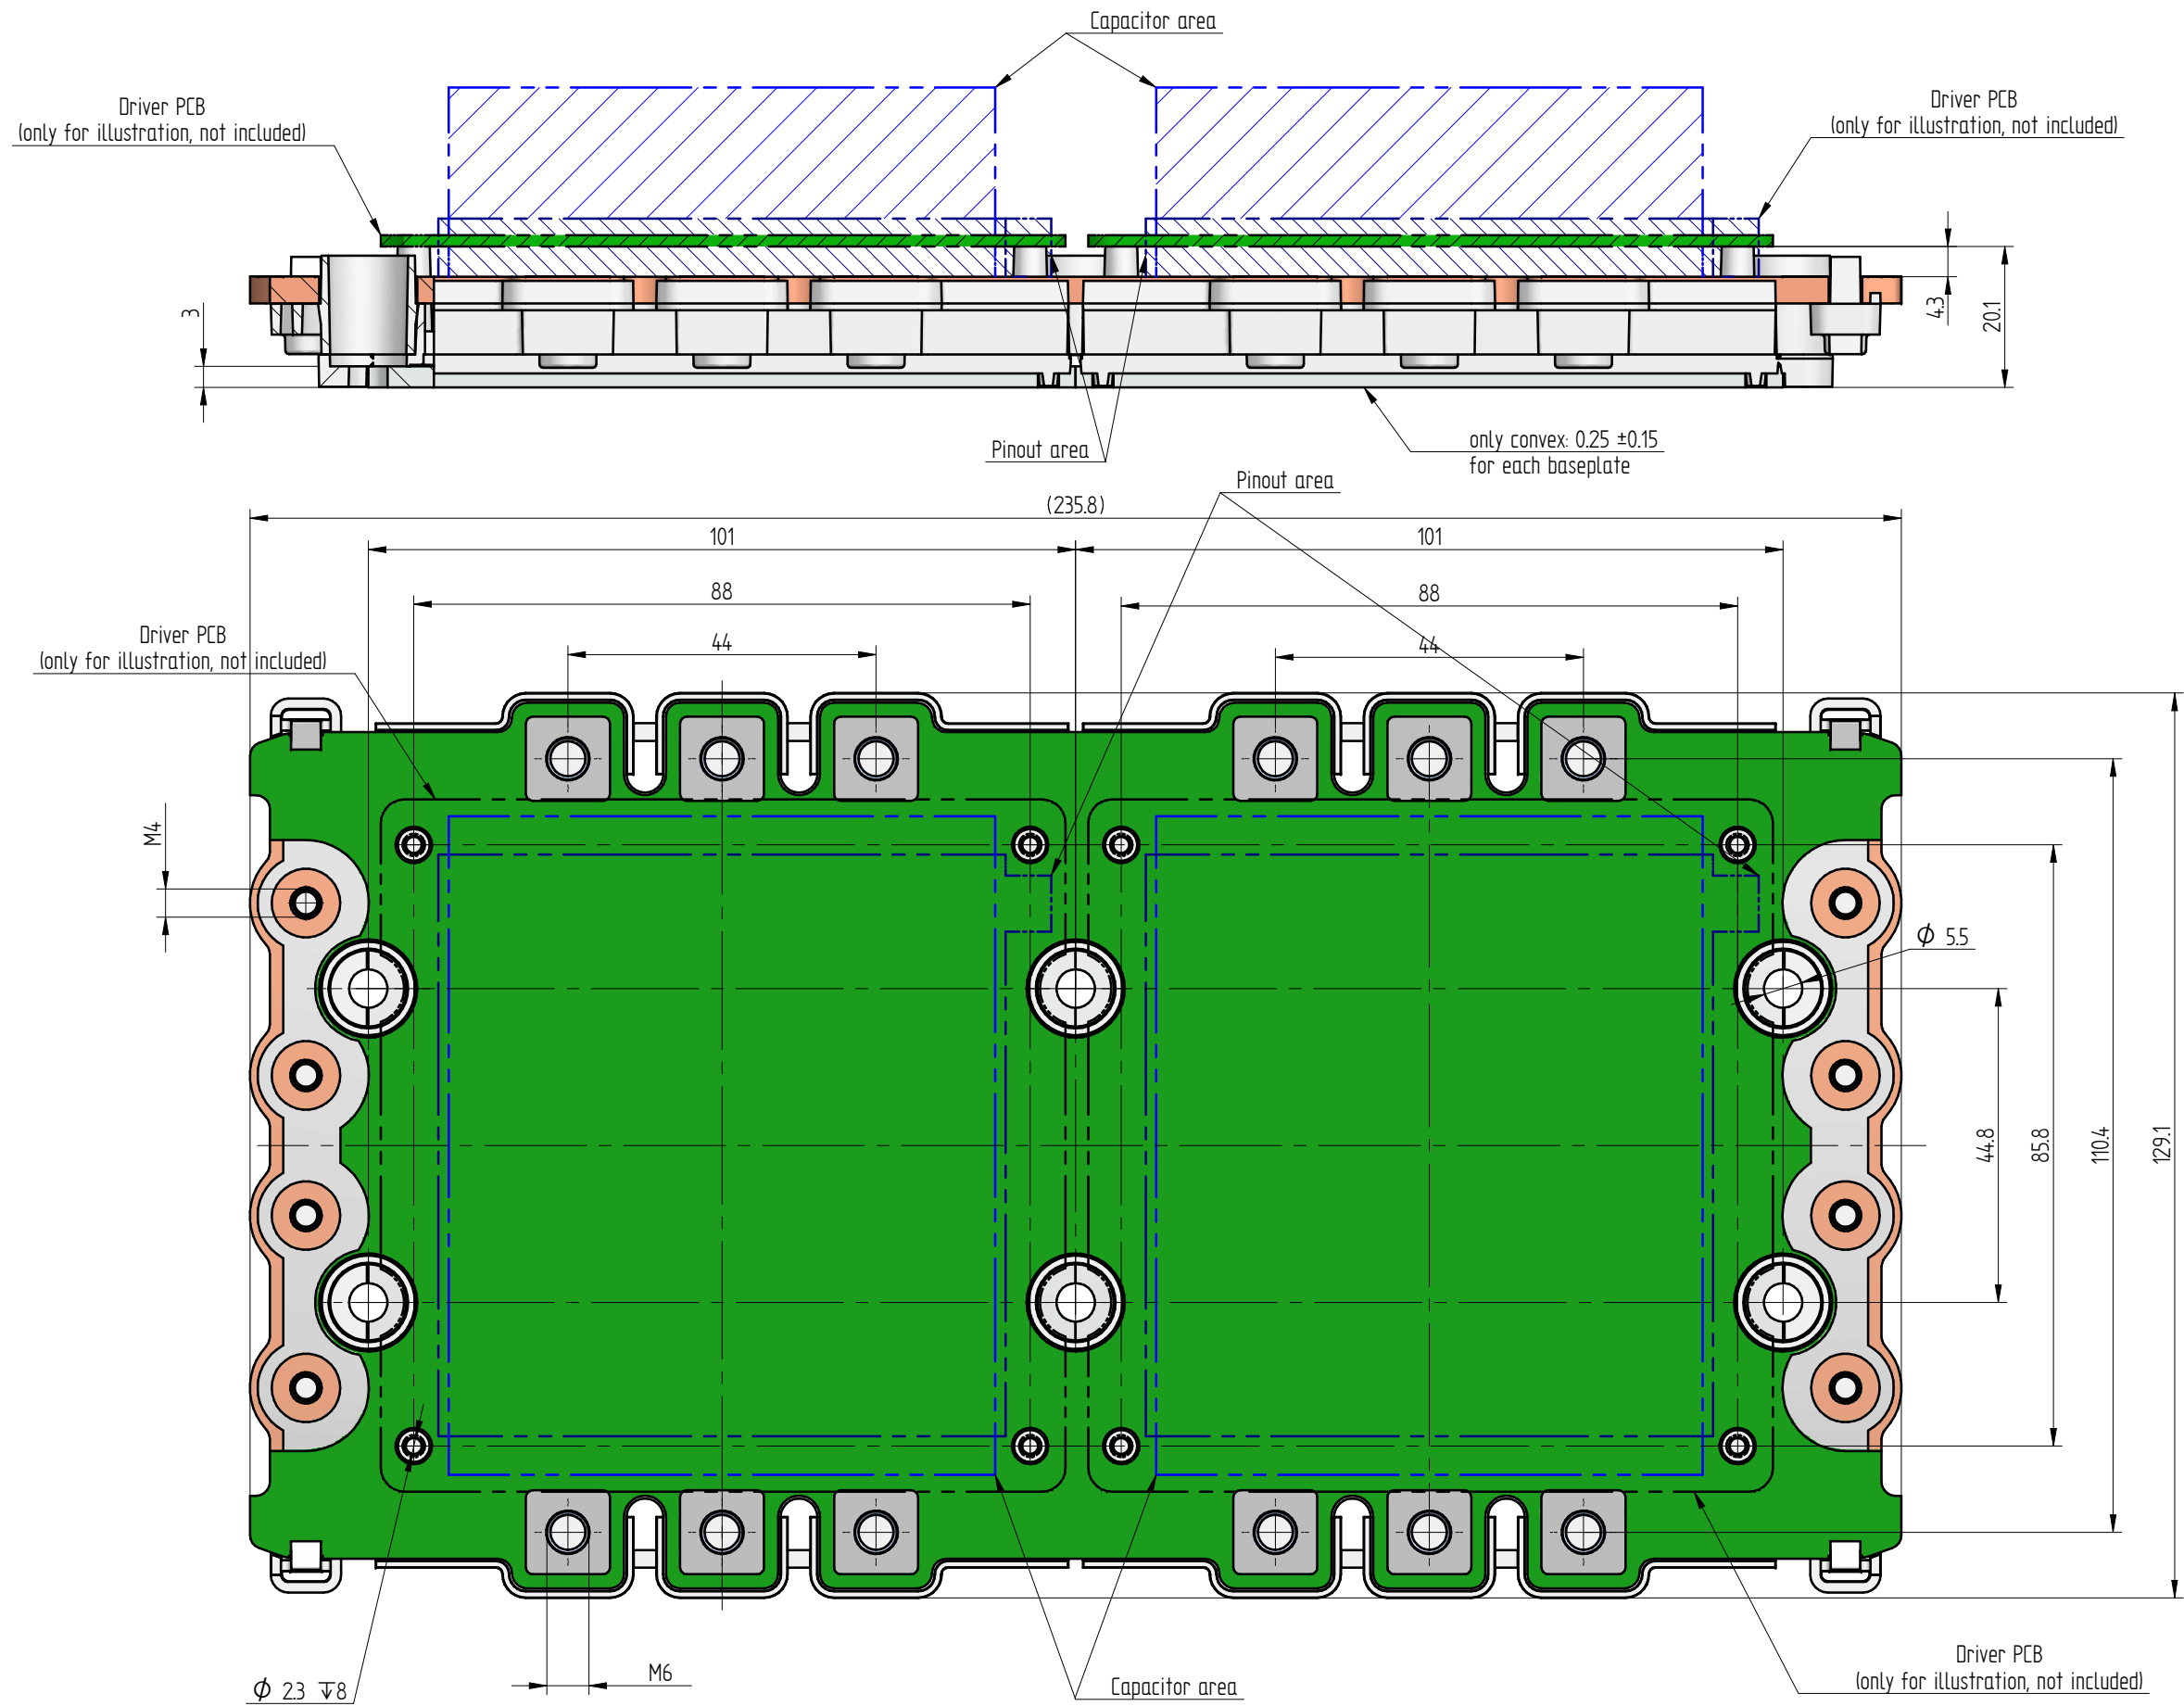 Capacitor area
Driver PCB
(only for illustration, not included)
Driver PCB
(only for illustration, not included)
3
4.3
20.1
only convex: 0.25 ±0.15
for each baseplate
Pinout area
Pinout area
(235.8)
101
101
88
88
Driver PCB
(only for illustration, not included)
44
44
M4
ϕ 5.5
44.8
85.8
110.4
129.1
ϕ 2.3 ↧8
M6
Capacitor area
Driver PCB
(only for illustration, not included)